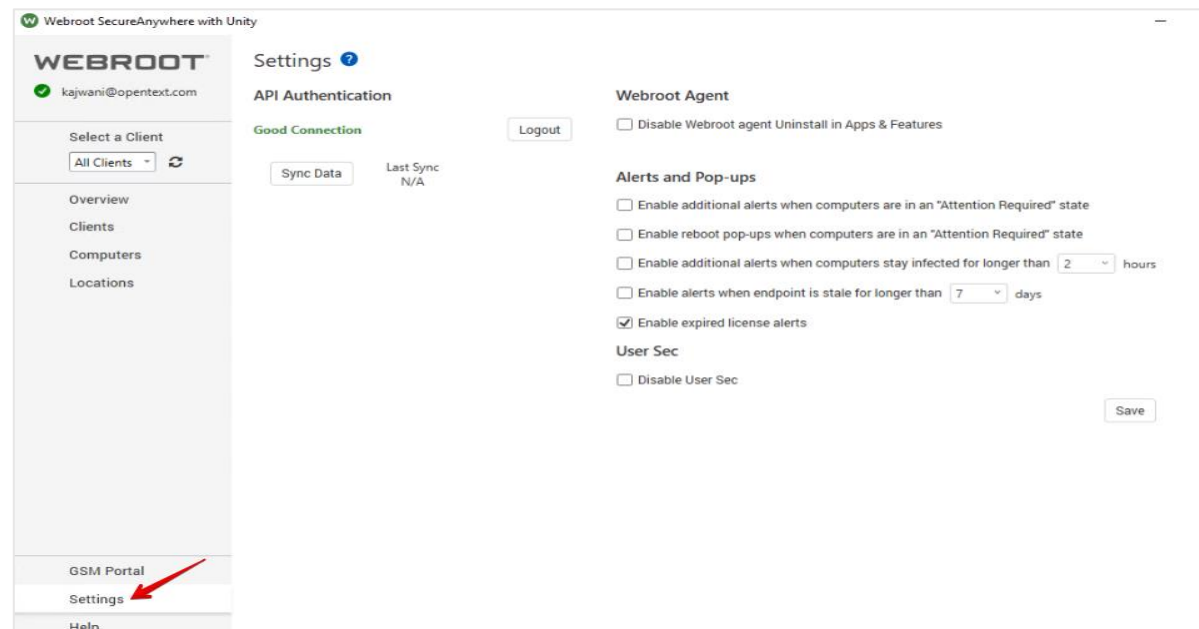 Webroot SecureAnywhere with Unity
WEBROOT
kajwani@opentext.com
Select a Client
All Clients
Overview
Clients
Computers
Locations
GSM Portal
Settings
Help
Settings
API Authentication
Good Connection
Logout
Sync Data
Last Sync
N/A
Webroot Agent
Disable Webroot agent Uninstall in Apps & Features
Alerts and Pop-ups
Enable additional alerts when computers are in an "Attention Required" state
Enable reboot pop-ups when computers are in an "Attention Required" state
Enable additional alerts when computers stay infected for longer than 2 hours
Enable alerts when endpoint is stale for longer than 7 days
Enable expired license alerts
User Sec
Disable User Sec
Save